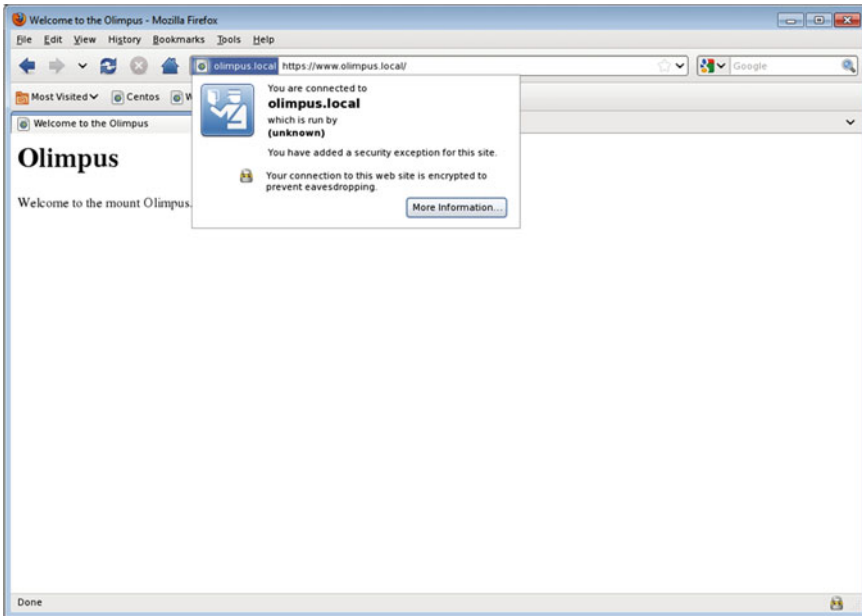 Welcome to the Olimpus - Mozilla Firefox
File Edit View History Bookmarks Tools Help
olimpus.local https://www.olimpus.local/ Google
Most Visited Centos W
Welcome to the Olimpus
You are connected to
olimpus.local
which is run by
(unknown)
You have added a security exception for this site.
Your connection to this web site is encrypted to
prevent eavesdropping.
More Information...
Olimpus
Welcome to the mount Olimpus.
Done